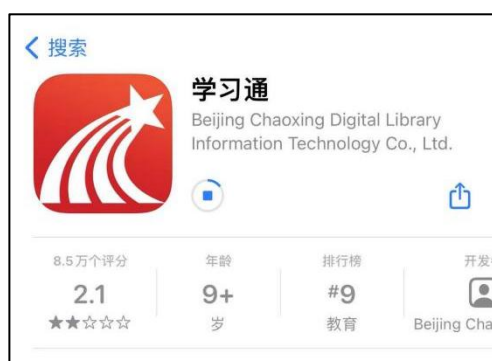 搜索
学习通
Beijing Chaoxing Digital Library
Information Technology Co., Ltd.
8.5万个评分
年龄
排行榜
2.1
9+
#9
岁
教育
Beijing Cha